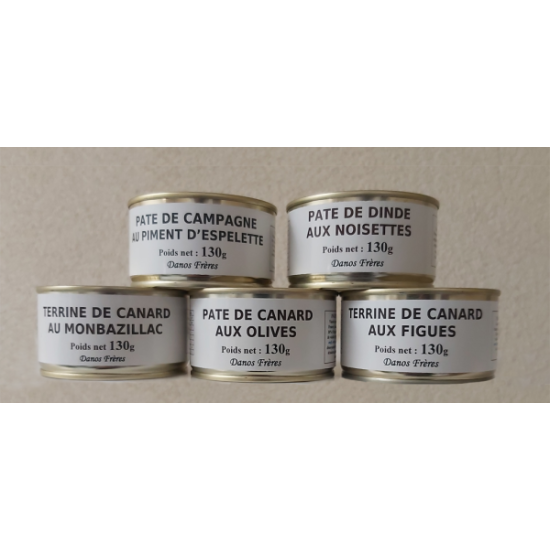 PATE DE CAMPAGNE
AU PIMENT D'ESPELETTE
Poids net : 130g
Danos Frères
PATE DE DINDE
AUX NOISETTES
Poids net : 130g
Danos Frères
TERRINE DE CANARD
AU MONBAZILLAC
Poids net : 130g
Danos Frères
PATE DE CANARD
AUX OLIVES
Poids net : 130g
Danos Frères
TERRINE DE CANARD
AUX FIGUES
Poids net : 130g
Danos Frères